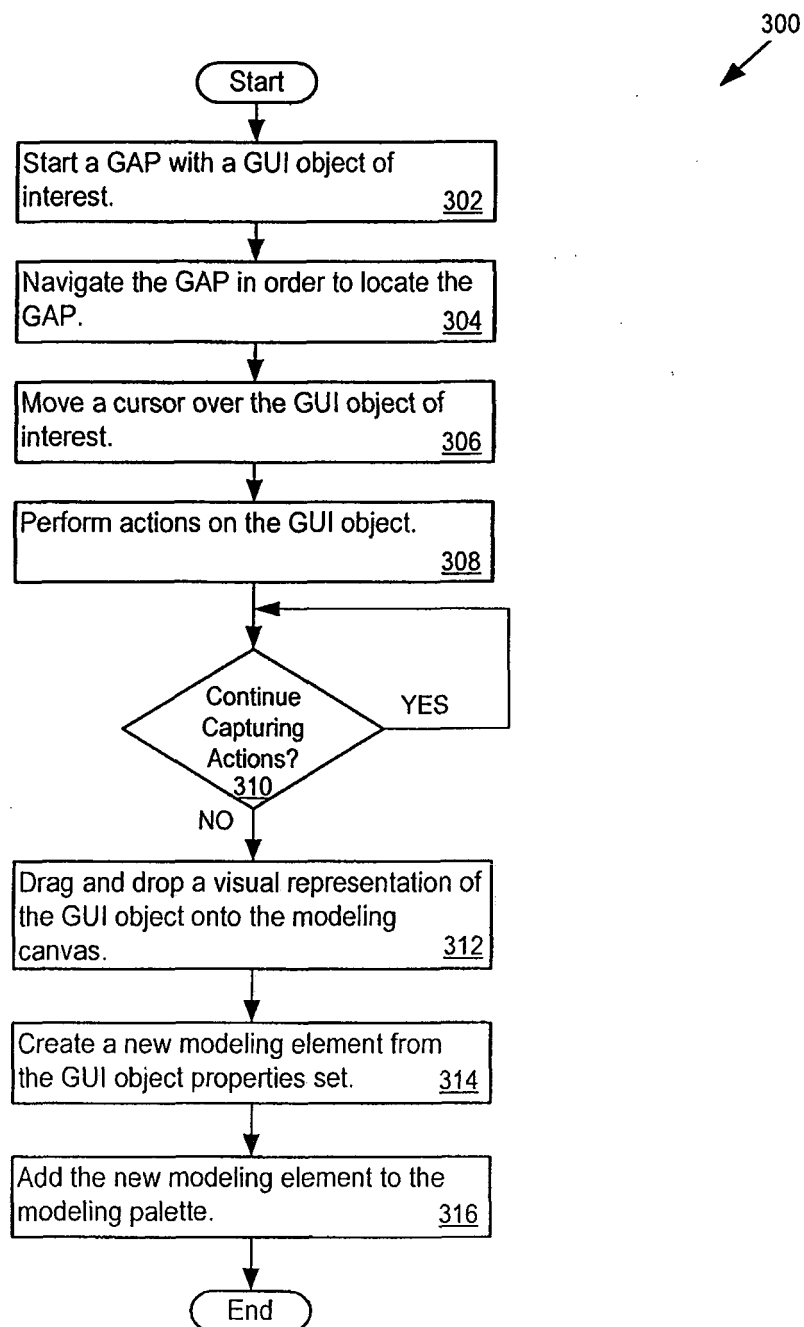 300
Start
Start a GAP with a GUI object of
interest.
302
Navigate the GAP in order to locate the
GAP.
304
Move a cursor over the GUI object of
interest.
306
Perform actions on the GUI object.
308
Continue
Capturing
Actions?
310
YES
NO
Drag and drop a visual representation of
the GUI object onto the modeling
canvas.
312
Create a new modeling element from
the GUI object properties set.
314
Add the new modeling element to the
modeling palette.
316
End